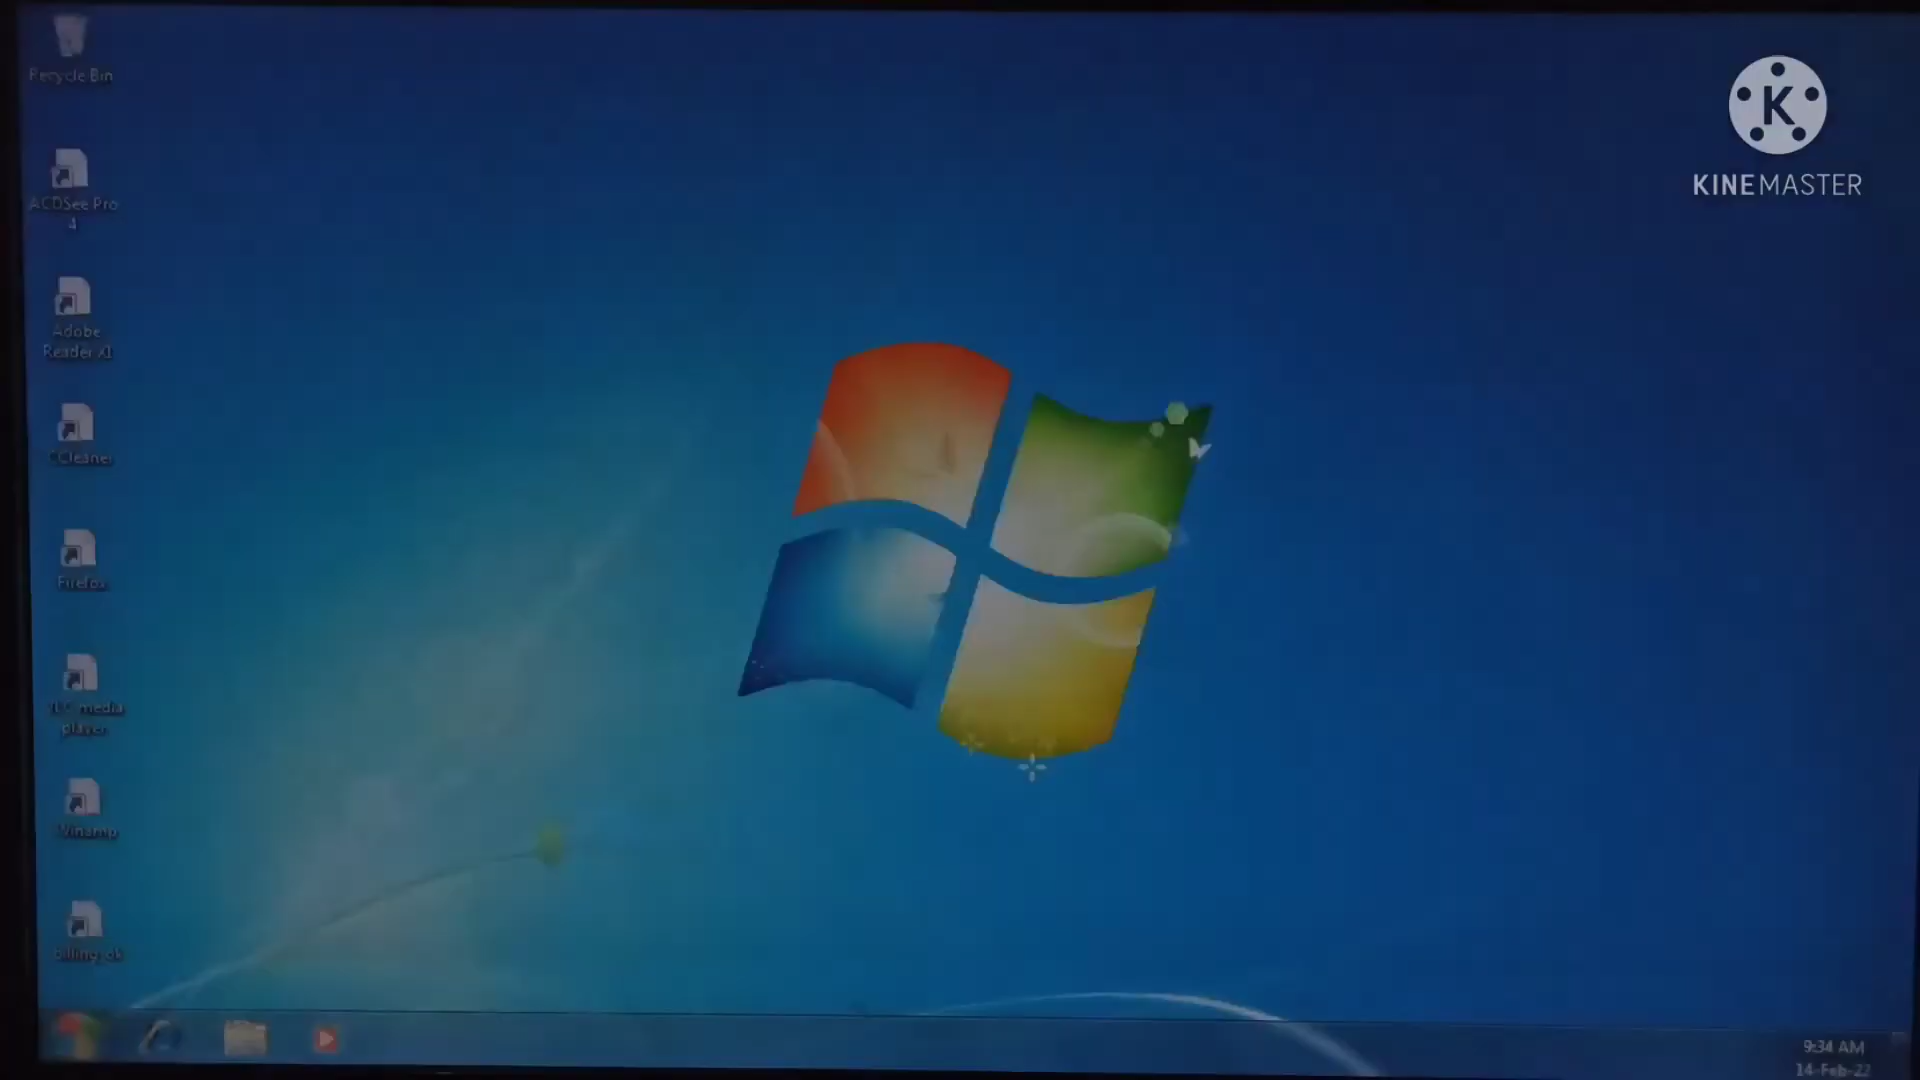 Recycle Bin
K
KINEMASTER
ACDSee Pro
4
Adobe
Reader XI
CCleaner
Firefox
VLC media
player
Winamp
billing_ok
9:34 AM
14-Feb-22